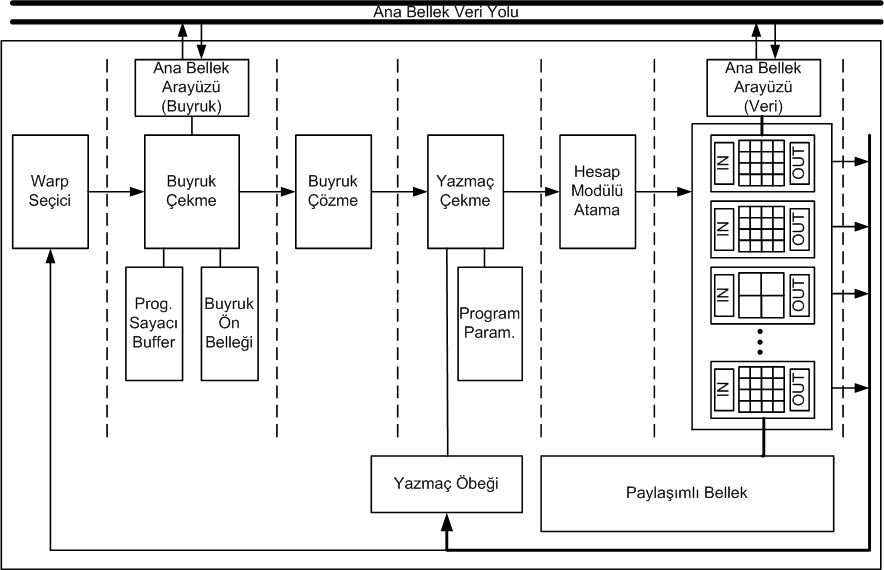 Ana Bellek Veri Yolu
Ana Bellek
Arayüzü
(Buyruk)
Ana Bellek
Arayüzü
(Veri)
Warp
Seçici
Buyruk
Çekme
Buyruk
Çözme
Yazmaç
Çekme
Hesap
Modülü
Atama
IN
OUT
IN
OUT
IN
OUT
IN
OUT
Prog.
Sayacı
Buffer
Buyruk
Ön
Belleği
Program
Param.
Yazmaç Öbeği
Paylaşımlı Bellek